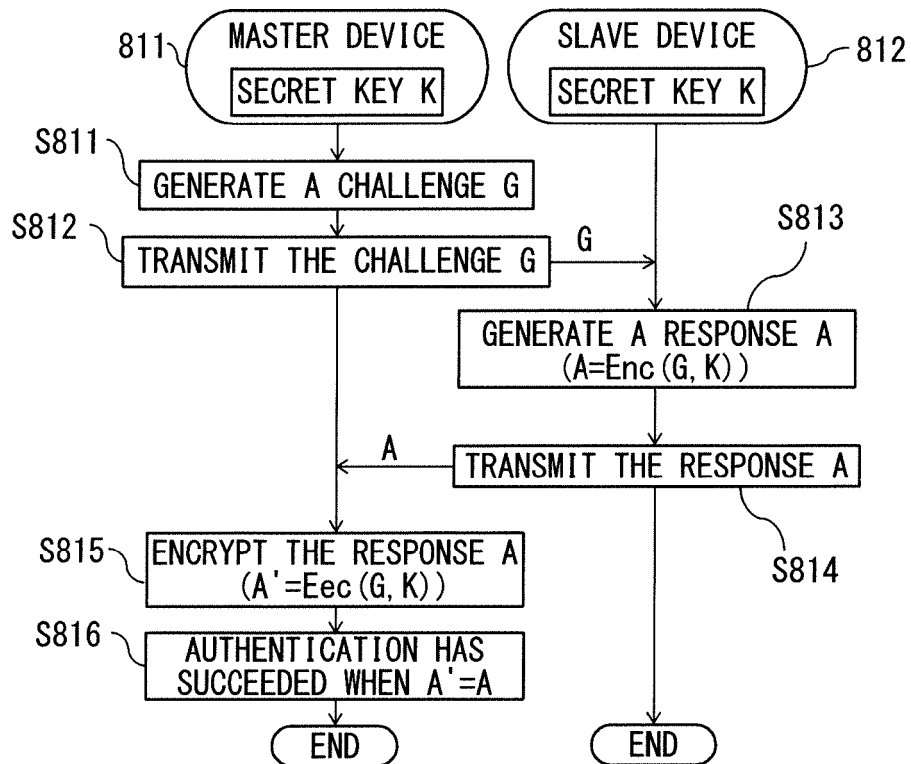 811
MASTER DEVICE
SECRET KEY K
SLAVE DEVICE
SECRET KEY K
812
S811
GENERATE A CHALLENGE G
S812
TRANSMIT THE CHALLENGE G
G
S813
GENERATE A RESPONSE A
(A=Enc(G,K))
A
TRANSMIT THE RESPONSE A
S814
S815
ENCRYPT THE RESPONSE A
(A'=Eec(G,K))
S816
AUTHENTICATION HAS
SUCCEEDED WHEN A'=A
END
END